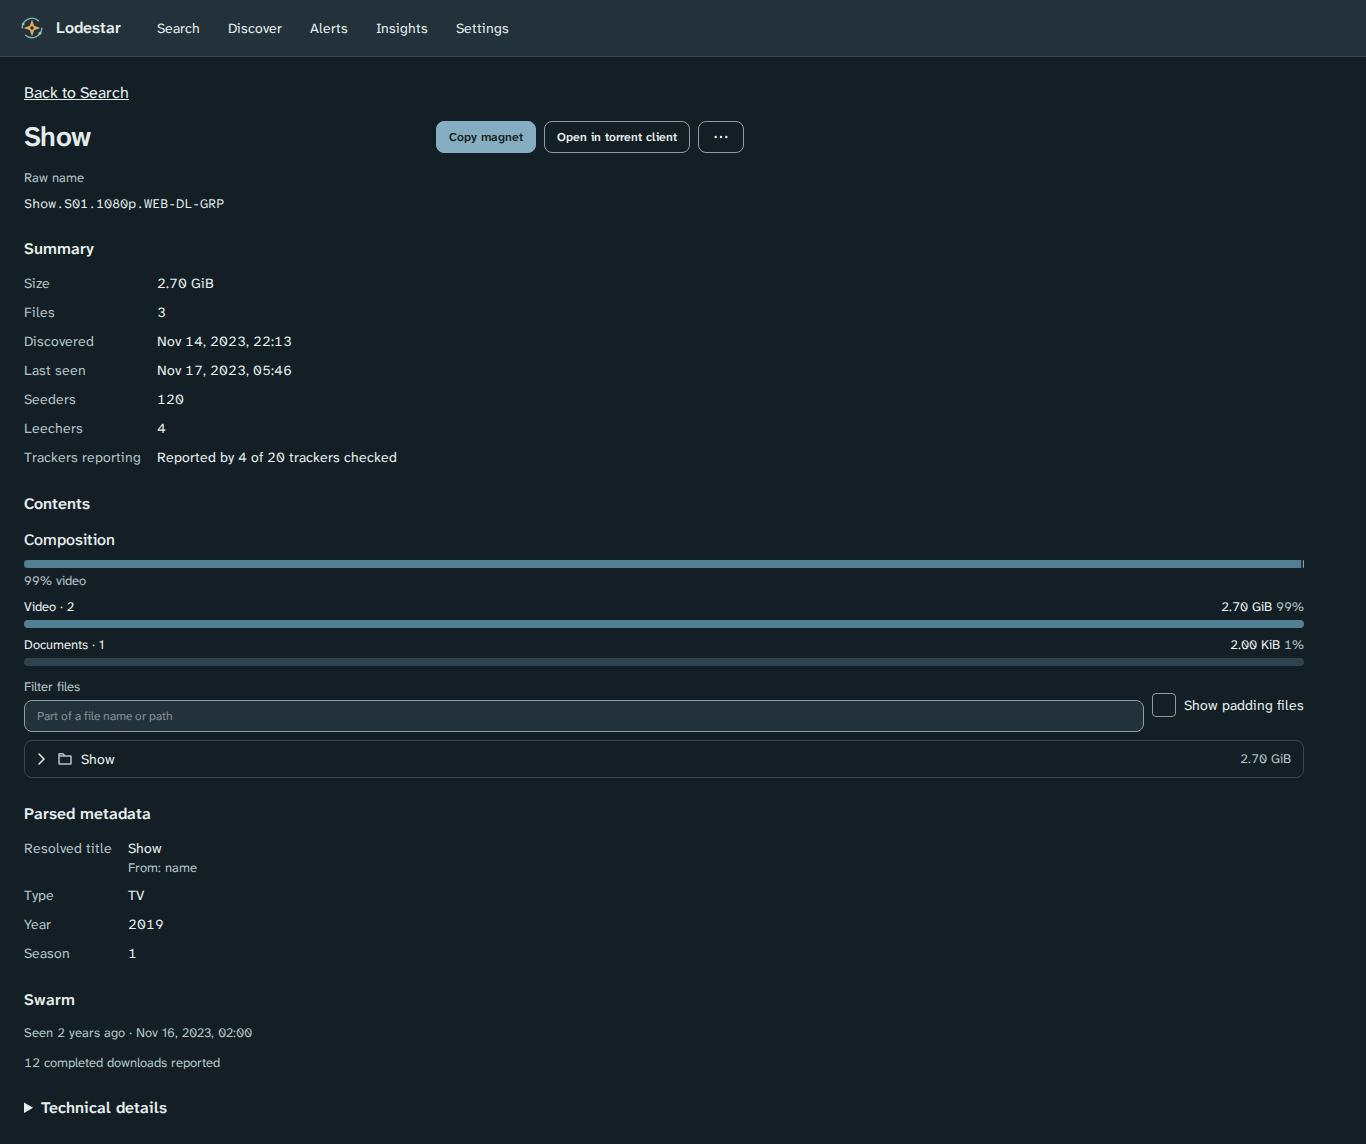 Lodestar Search Discover Alerts Insights Settings
Back to Search
Show Copy magnet Open in torrent client ···
Raw name
Show.S01.1080p.WEB-DL-GRP
Summary
Size 2.70 GiB
Files 3
Discovered Nov 14, 2023, 22:13
Last seen Nov 17, 2023, 05:46
Seeders 120
Leechers 4
Trackers reporting Reported by 4 of 20 trackers checked
Contents
Composition
99% video
Video · 2 2.70 GiB 99%
Documents · 1 2.00 KiB 1%
Filter files
Part of a file name or path Show padding files
Show 2.70 GiB
Parsed metadata
Resolved title Show
From: name
Type TV
Year 2019
Season 1
Swarm
Seen 2 years ago · Nov 16, 2023, 02:00
12 completed downloads reported
Technical details